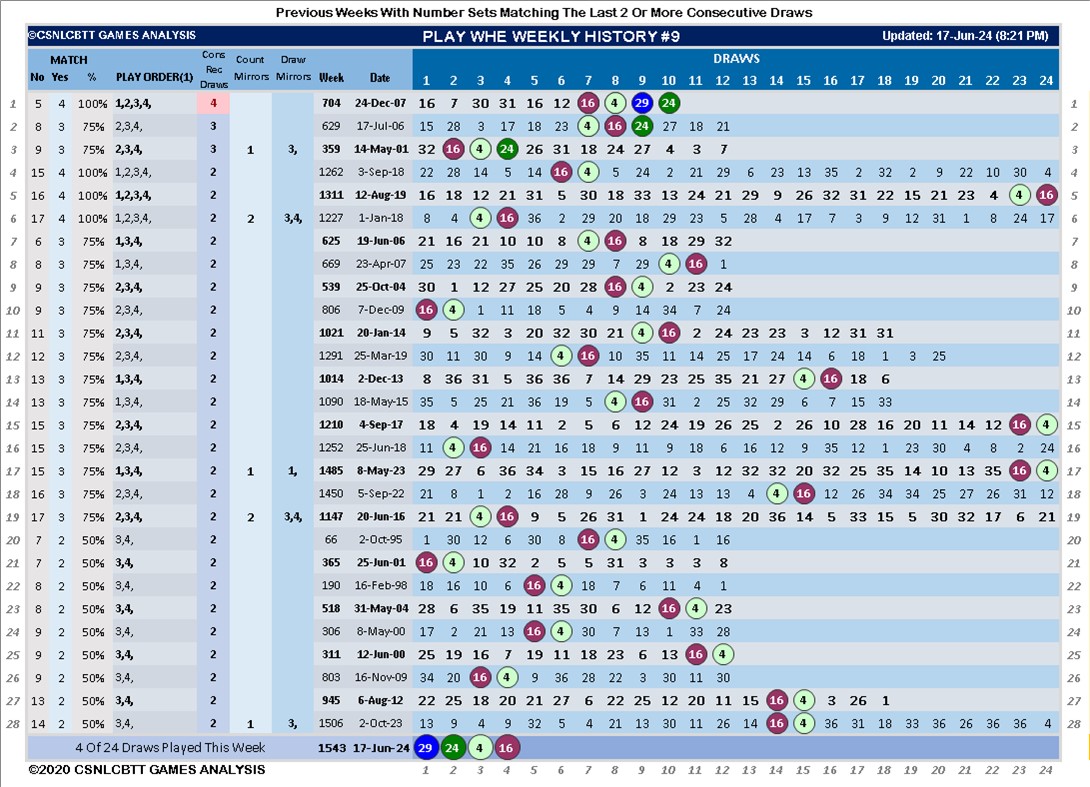 Previous Weeks With Number Sets Matching The Last 2 Or More Consecutive Draws
©CSNLCBTT GAMES ANALYSIS PLAY WHE WEEKLY HISTORY #9 Updated: 17-Jun-24 (8:21 PM)
MATCH Cons Rec Draws Count Mirrors Draw Mirrors DRAWS
No Yes % PLAY ORDER(1) Week Date 1 2 3 4 5 6 7 8 9 10 11 12 13 14 15 16 17 18 19 20 21 22 23 24
1 5 4 100% 1,2,3,4, 4 704 24-Dec-07 16 7 30 31 16 12 16 4 29 24 1
2 8 3 75% 2,3,4, 3 629 17-Jul-06 15 28 3 17 18 23 4 16 24 27 18 21 2
3 9 3 75% 2,3,4, 3 1 3, 359 14-May-01 32 16 4 24 26 31 18 24 27 4 3 7 3
4 15 4 100% 1,2,3,4, 2 1262 3-Sep-18 22 28 14 5 14 16 4 5 24 2 21 29 6 23 13 35 2 32 2 9 22 10 30 4 4
5 16 4 100% 1,2,3,4, 2 1311 12-Aug-19 16 18 12 21 31 5 30 18 33 13 24 21 29 9 26 32 31 22 15 21 23 4 4 16 5
6 17 4 100% 1,2,3,4, 2 2 3,4, 1227 1-Jan-18 8 4 4 16 36 2 29 20 18 29 23 5 28 4 17 7 3 9 12 31 1 8 24 17 6
7 6 3 75% 1,3,4, 2 625 19-Jun-06 21 16 21 10 10 8 4 16 8 18 29 32 7
8 8 3 75% 1,3,4, 2 669 23-Apr-07 25 23 22 35 26 29 29 7 29 4 16 1 8
9 9 3 75% 2,3,4, 2 539 25-Oct-04 30 1 12 27 25 20 28 16 4 2 23 24 9
10 9 3 75% 2,3,4, 2 806 7-Dec-09 16 4 1 11 18 5 4 9 14 34 7 24 10
11 11 3 75% 2,3,4, 2 1021 20-Jan-14 9 5 32 3 20 32 30 21 4 16 2 24 23 23 3 12 31 31 11
12 12 3 75% 2,3,4, 2 1291 25-Mar-19 30 11 30 9 14 4 16 10 35 11 14 25 17 24 14 6 18 1 3 25 12
13 13 3 75% 1,3,4, 2 1014 2-Dec-13 8 36 31 5 36 36 7 14 29 23 25 35 21 27 4 16 18 6 13
14 13 3 75% 1,3,4, 2 1090 18-May-15 35 5 25 21 36 19 5 4 16 31 2 25 32 29 6 7 15 33 14
15 15 3 75% 2,3,4, 2 1210 4-Sep-17 18 4 19 14 11 2 5 6 12 24 19 26 25 2 26 10 28 16 20 11 14 12 16 4 15
16 15 3 75% 2,3,4, 2 1252 25-Jun-18 11 4 16 14 21 16 18 9 11 9 18 6 16 12 9 35 12 1 23 30 4 8 2 24 16
17 15 3 75% 1,3,4, 2 1 1, 1485 8-May-23 29 27 6 36 34 3 15 16 27 12 3 12 32 32 20 32 25 35 14 10 13 35 16 4 17
18 16 3 75% 2,3,4, 2 1450 5-Sep-22 21 8 1 2 16 28 9 26 3 24 13 13 4 4 16 12 26 34 34 25 27 26 31 12 18
19 17 3 75% 2,3,4, 2 2 3,4, 1147 20-Jun-16 21 21 4 16 9 5 26 31 1 24 24 18 20 36 14 5 33 15 5 30 32 17 6 21 19
20 7 2 50% 3,4, 2 66 2-Oct-95 1 30 12 6 30 8 16 4 35 16 1 16 20
21 7 2 50% 3,4, 2 365 25-Jun-01 16 4 10 32 2 5 5 31 3 3 3 8 21
22 8 2 50% 3,4, 2 190 16-Feb-98 18 16 10 6 16 4 18 7 6 11 4 1 22
23 8 2 50% 3,4, 2 518 31-May-04 28 6 35 19 11 35 30 6 12 16 4 23 23
24 9 2 50% 3,4, 2 306 8-May-00 17 2 21 13 16 4 30 7 13 1 33 28 24
25 9 2 50% 3,4, 2 311 12-Jun-00 25 19 16 7 19 11 18 23 6 13 16 4 25
26 9 2 50% 3,4, 2 803 16-Nov-09 34 23 16 4 9 36 28 22 3 30 11 30 26
27 13 2 50% 3,4, 2 945 6-Aug-12 22 25 18 20 21 27 6 22 25 12 20 11 15 16 4 3 26 1 27
28 14 2 50% 3,4, 2 1 3, 1506 2-Oct-23 13 9 4 9 32 5 4 21 13 30 11 26 14 16 4 36 31 18 33 36 26 36 36 4 28
4 Of 24 Draws Played This Week 1543 17-Jun-24 29 24 4 16
©2020 CSNLCBTT GAMES ANALYSIS 1 2 3 4 5 6 7 8 9 10 11 12 13 14 15 16 17 18 19 20 21 22 23 24